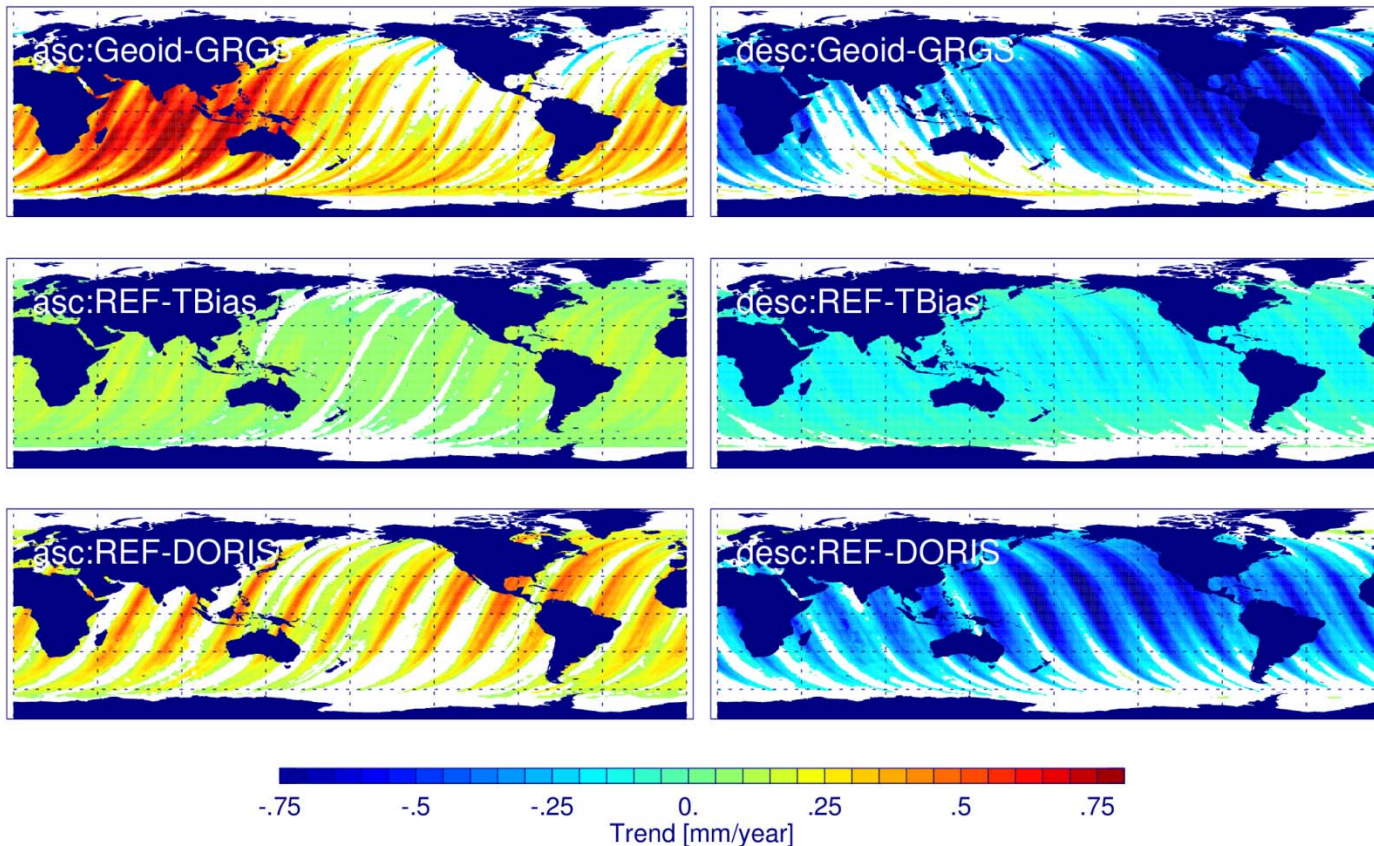 asc:Geoid-GRGS
desc:Geoid-GRGS
asc:REF-TBias
desc:REF-TBias
asc:REF-DORIS
desc:REF-DORIS
-.75 -.5 -.25 0. .25 .5 .75
Trend [mm/year]